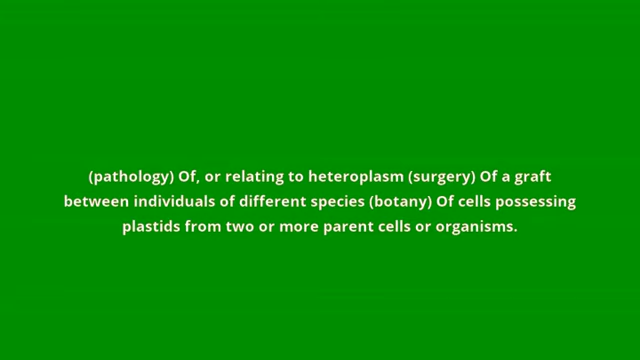 (pathology) Of, or relating to heteroplasm (surgery) Of a graft
between individuals of different species (botany) Of cells possessing
plastids from two or more parent cells or organisms.